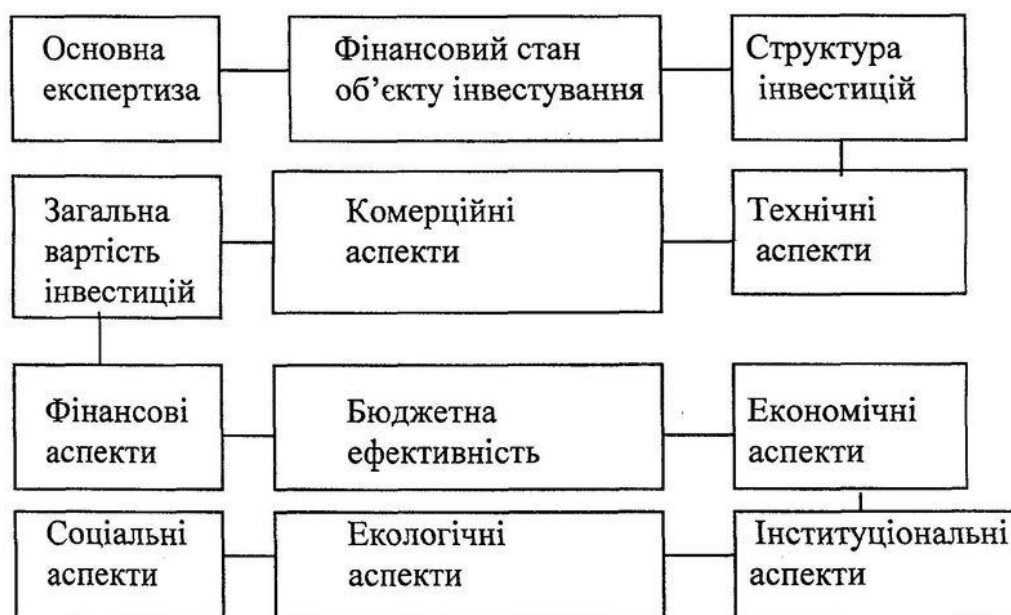 Основна
експертиза
Фінансовий стан
об’єкту інвестування
Структура
інвестицій
Загальна
вартість
інвестицій
Комерційні
аспекти
Технічні
аспекти
Фінансові
аспекти
Бюджетна
ефективність
Економічні
аспекти
Соціальні
аспекти
Екологічні
аспекти
Інституціональні
аспекти